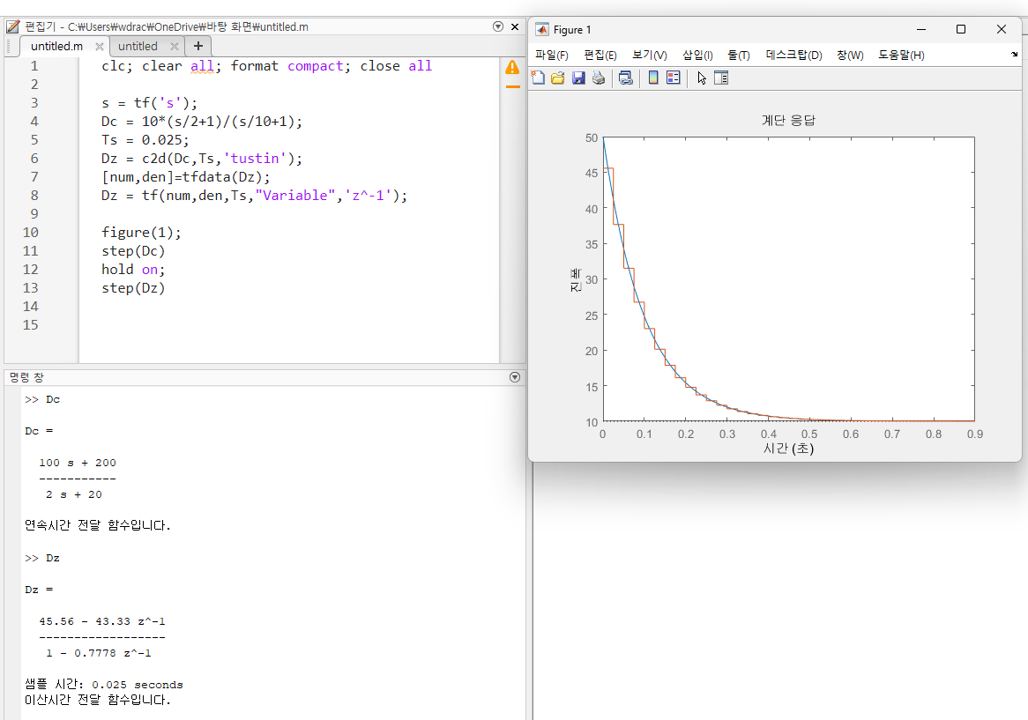 편집기 - C:₩Users₩wdrac₩OneDrive₩바탕 화면₩untitled.m
untitled.m
untitled
1 clc; clear all; format compact; close all
2
3 s = tf('s');
4 Dc = 10*(s/2+1)/(s/10+1);
5 Ts = 0.025;
6 Dz = c2d(Dc,Ts,'tustin');
7 [num,den]=tfdata(Dz);
8 Dz = tf(num,den,Ts,"Variable",'z^-1');
9
10 figure(1);
11 step(Dc)
12 hold on;
13 step(Dz)
14
15
명령 창
>> Dc
Dc =
100 s + 200
-----------
2 s + 20
연속시간 전달 함수입니다.
>> Dz
Dz =
45.56 - 43.33 z^-1
------------------
1 - 0.7778 z^-1
샘플 시간: 0.025 seconds
이산시간 전달 함수입니다.
Figure 1
파일(F) 편집(E) 보기(V) 삽입(I) 툴(T) 데스크탑(D) 창(W) 도움말(H)
계단 응답
진폭
50
45
40
35
30
25
20
15
10
0 0.1 0.2 0.3 0.4 0.5 0.6 0.7 0.8 0.9
시간 (초)